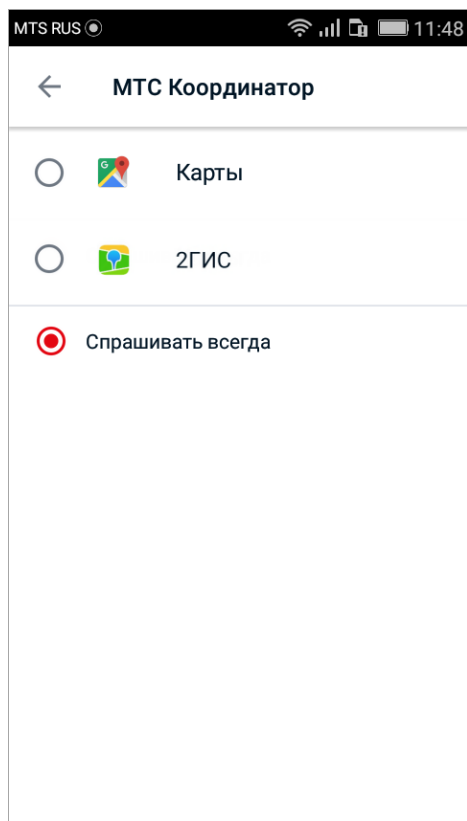 MTS RUS 11:48
МТС Координатор
Карты
2ГИС
Спрашивать всегда